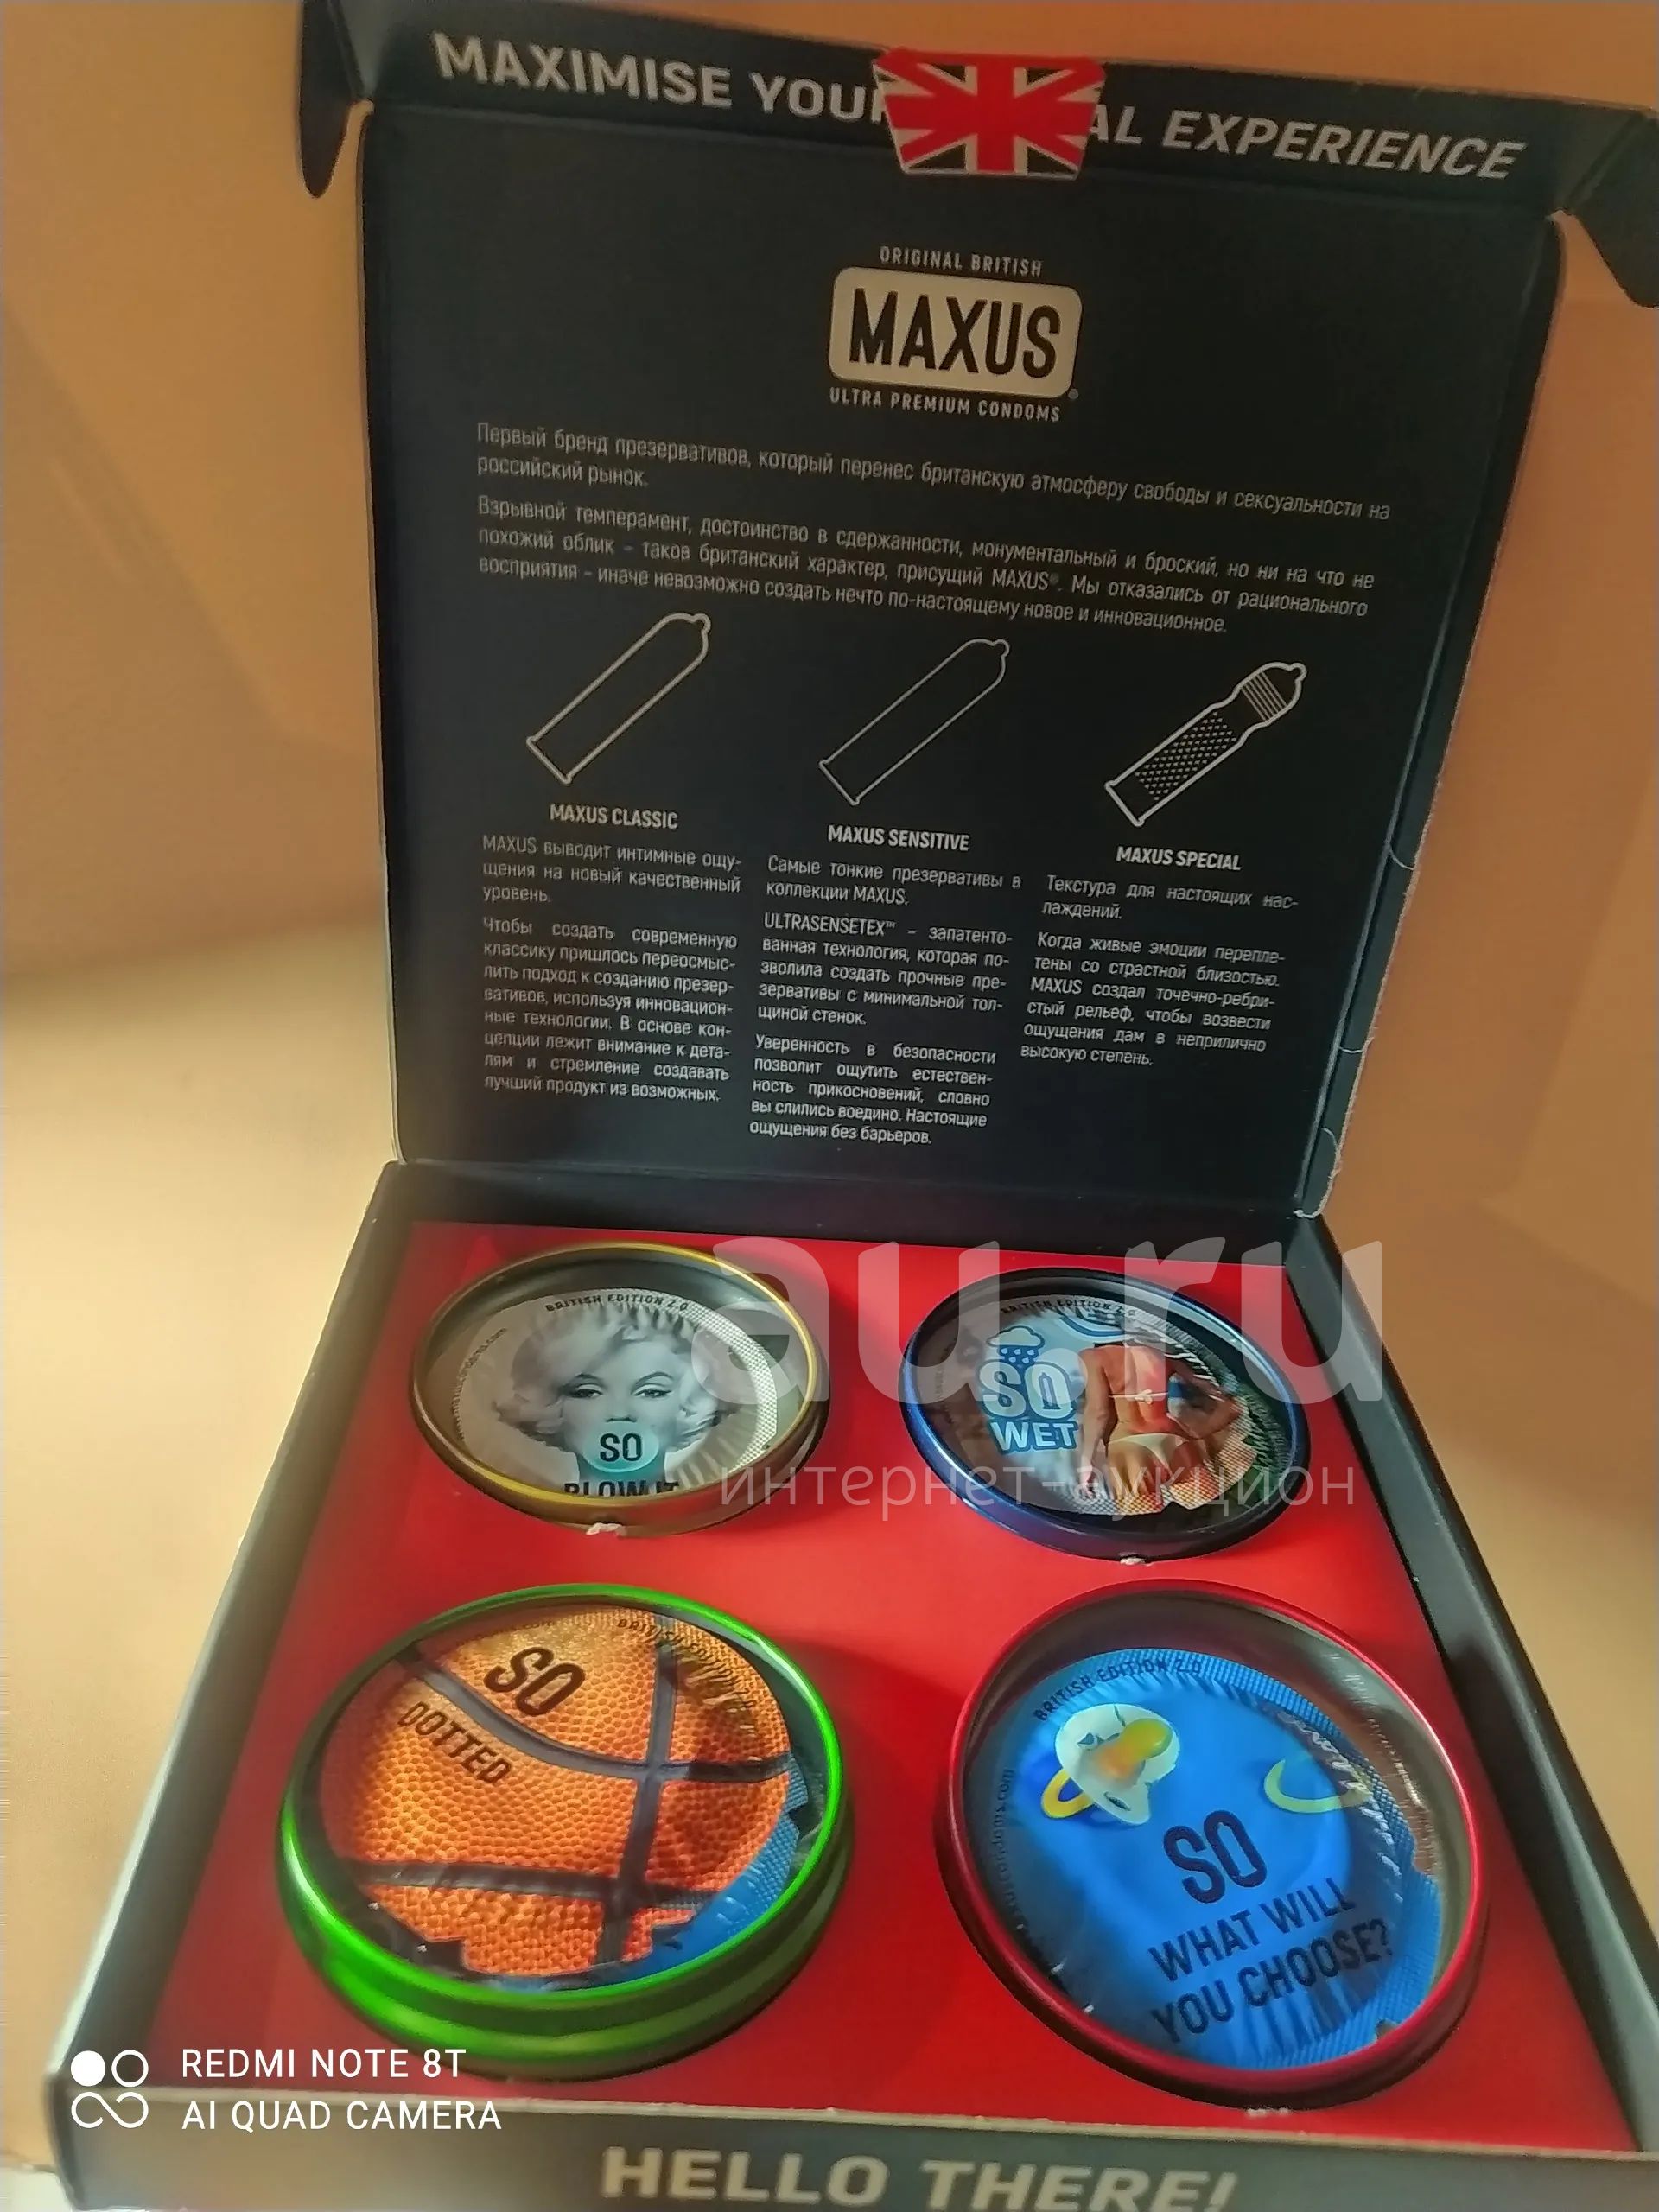 MAXIMISE YOUR AL EXPERIENCE
ORIGINAL BRITISH
MAXUS
®
ULTRA PREMIUM CONDOMS
Первый бренд презервативов, который перенес британскую атмосферу свободы и сексуальности на
российский рынок.
Взрывной темперамент, достоинство в сдержанности, монументальный и броский, но ни на что не
похожий облик – таков британский характер, присущий MAXUS®. Мы отказались от рационального
восприятия – иначе невозможно создать нечто по-настоящему новое и инновационное.
MAXUS CLASSIC
MAXUS выводит интимные ощу-
щения на новый качественный
уровень.
Чтобы создать современную
классику пришлось переосмыс-
лить подход к созданию презер-
вативов, используя инновацион-
ные технологии. В основе кон-
цепции лежит внимание к дета-
лям и стремление создавать
лучший продукт из возможных.
MAXUS SENSITIVE
Самые тонкие презервативы в
коллекции MAXUS.
ULTRASENSETEX™ – запатенто-
ванная технология, которая по-
зволила создать прочные пре-
зервативы с минимальной тол-
щиной стенок.
Уверенность в безопасности
позволит ощутить естествен-
ность прикосновений, словно
вы слились воедино. Настоящие
ощущения без барьеров.
MAXUS SPECIAL
Текстура для настоящих нас-
лаждений.
Когда живые эмоции перепле-
тены со страстной близостью.
MAXUS создал точечно-ребри-
стый рельеф, чтобы возвести
ощущения дам в неприлично
высокую степень.
au.ru
интернет-аукцион
BRITISH EDITION 2.0
SO
BLOW IT
BRITISH EDITION 2.0
SO
WET
BRITISH EDITION
SO
DOTTED
BRITISH EDITION 2.0
SO
WHAT WILL
YOU CHOOSE?
REDMI NOTE 8T
AI QUAD CAMERA
HELLO THERE!